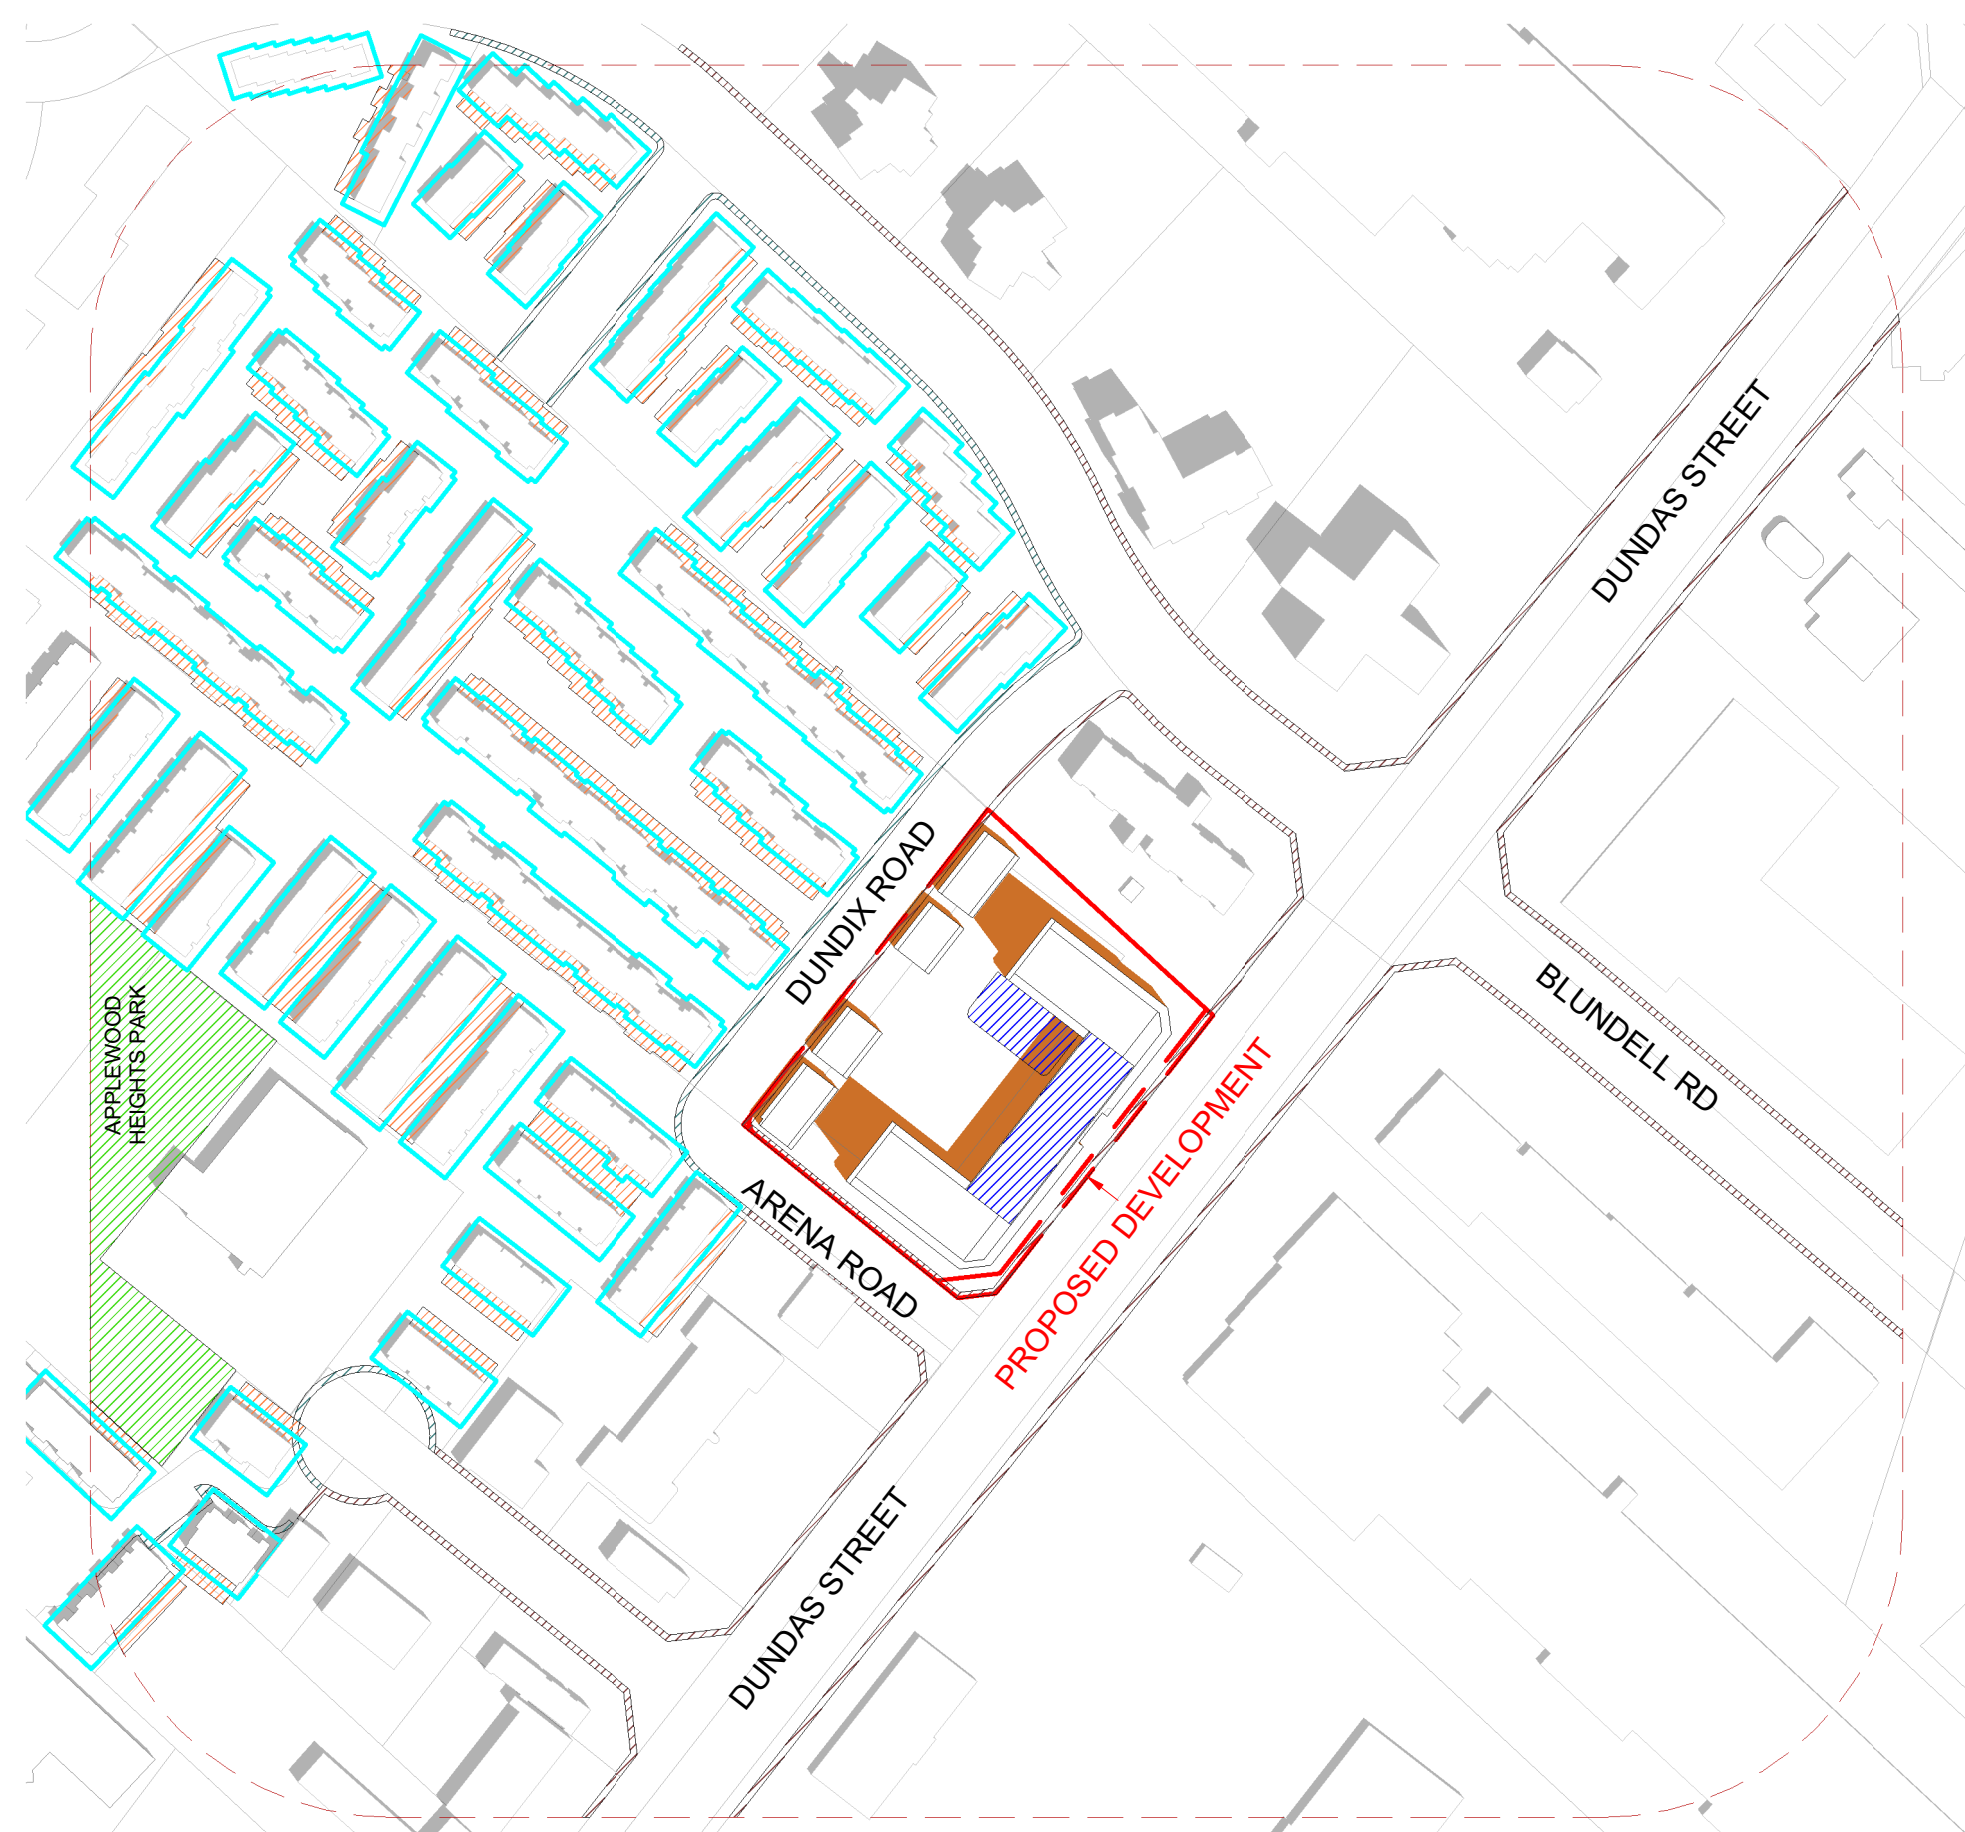 DUNDAS STREET
DUNDIX ROAD
BLUNDELL RD
APPLEWOOD
HEIGHTS PARK
PROPOSED DEVELOPMENT
ARENA ROAD
DUNDAS STREET